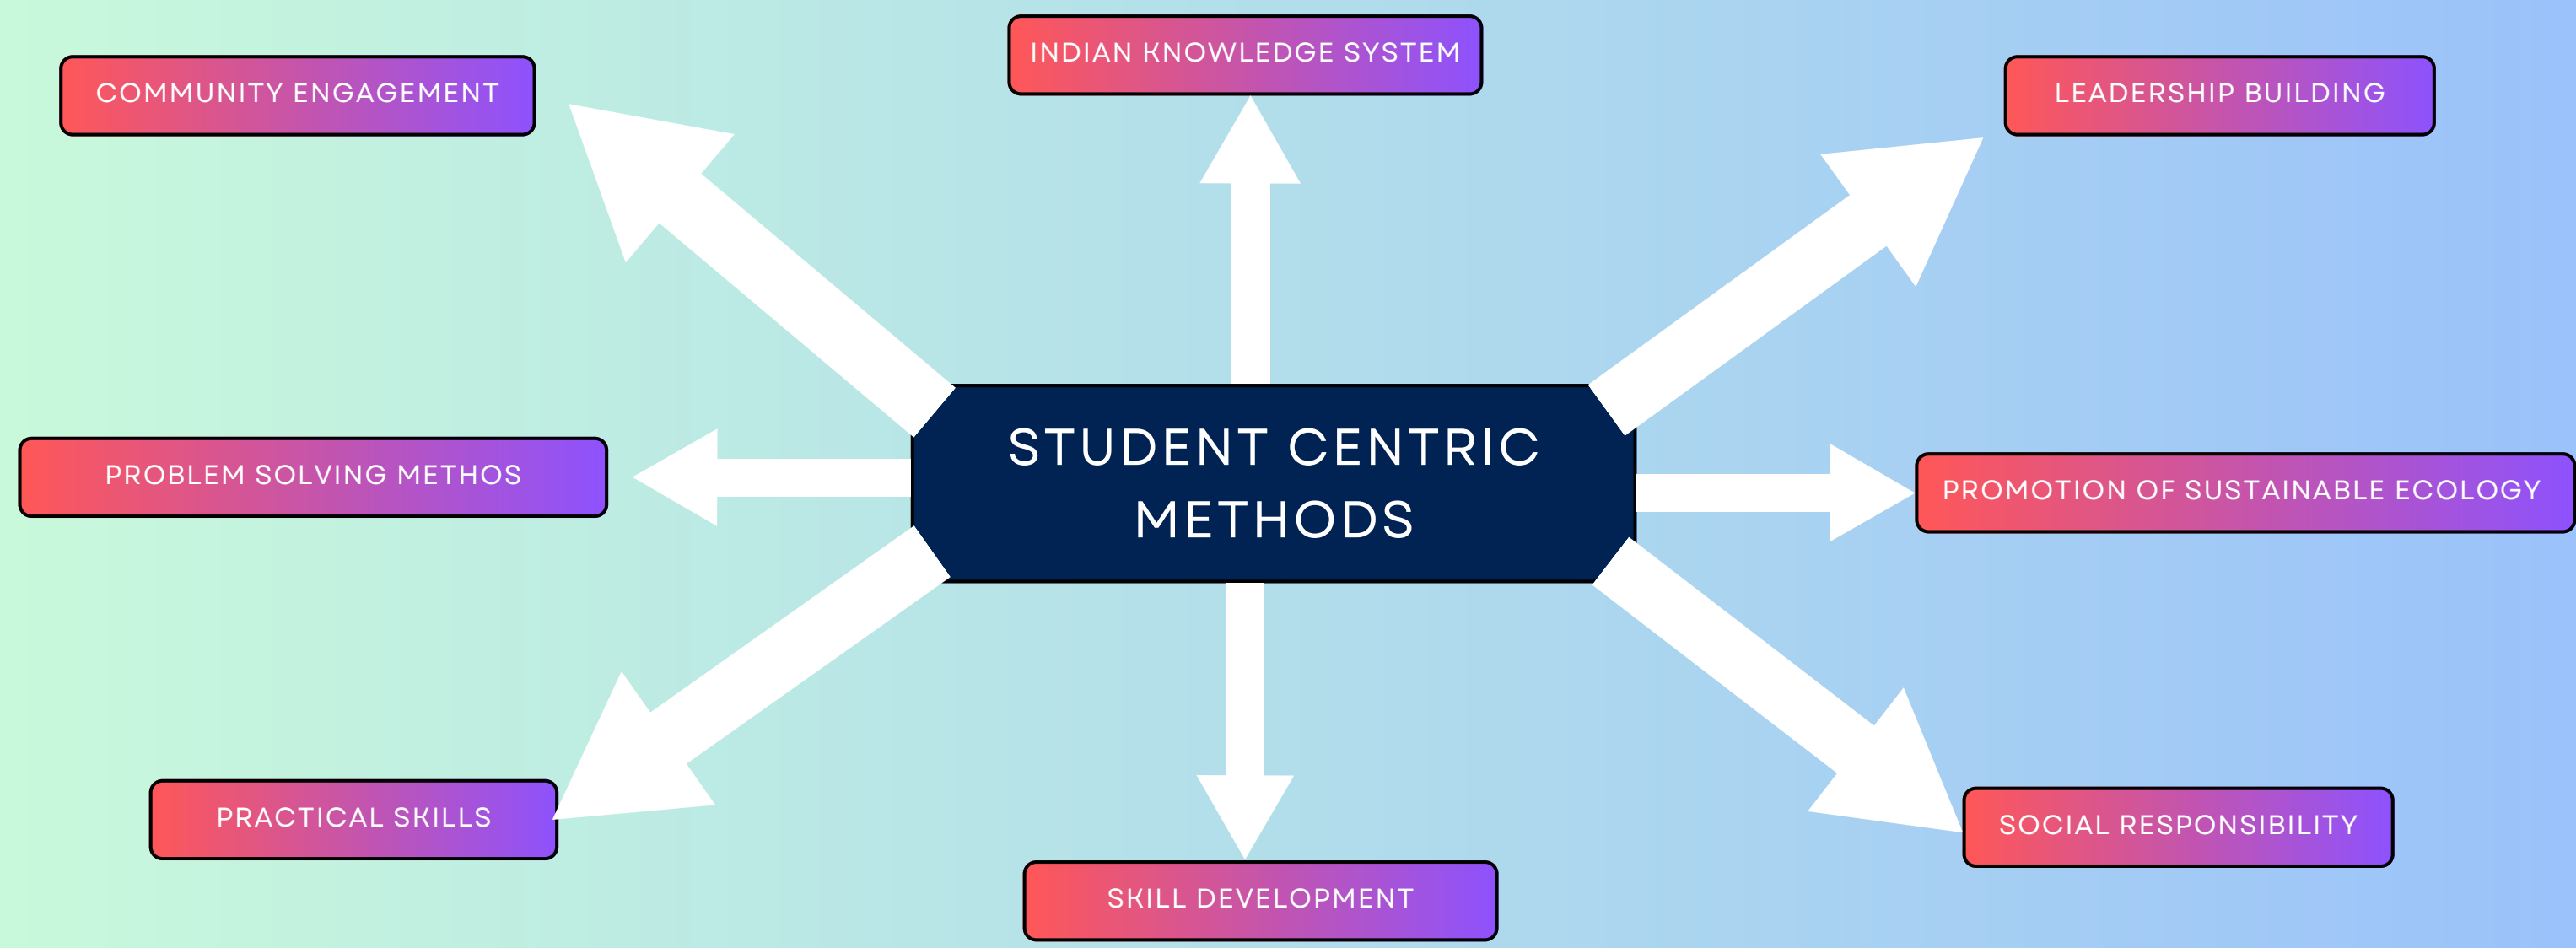 INDIAN KNOWLEDGE SYSTEM
COMMUNITY ENGAGEMENT
LEADERSHIP BUILDING
STUDENT CENTRIC
METHODS
PROBLEM SOLVING METHOS
PROMOTION OF SUSTAINABLE ECOLOGY
PRACTICAL SKILLS
SOCIAL RESPONSIBILITY
SKILL DEVELOPMENT